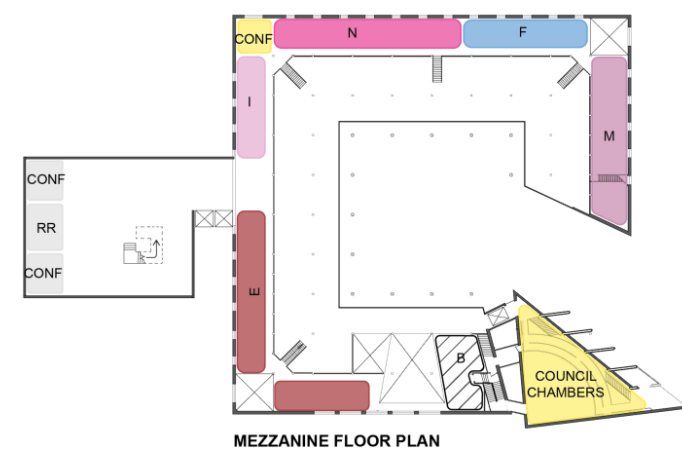 CONF
N
F
I
M
CONF
RR
CONF
E
B
COUNCIL
CHAMBERS
MEZZANINE FLOOR PLAN